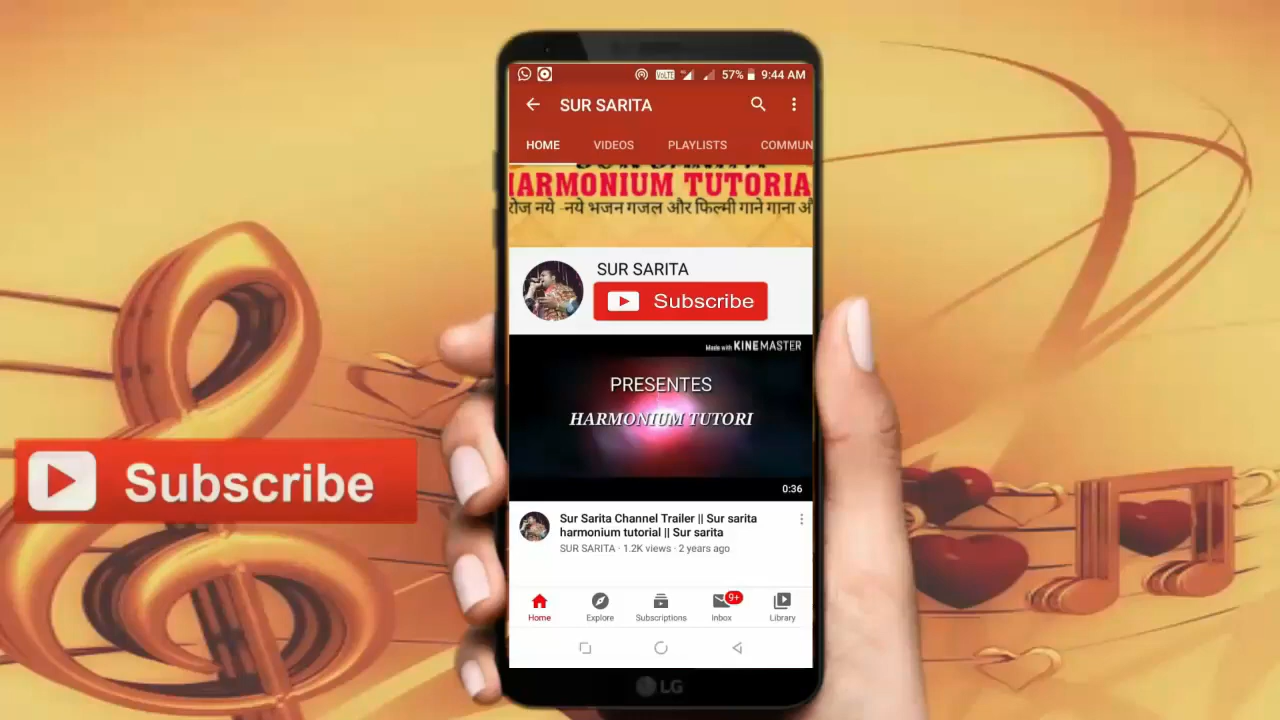 57% 9:44 AM
SUR SARITA
HOME VIDEOS PLAYLISTS COMMUN
HARMONIUM TUTORIA
रोज नये -नये भजन गजल और फिल्मी गाने गाना औ
SUR SARITA
Subscribe
Made with KINEMASTER
PRESENTES
HARMONIUM TUTORI
0:36
Sur Sarita Channel Trailer || Sur sarita
harmonium tutorial || Sur sarita
SUR SARITA · 1.2K views · 2 years ago
9+
Home Explore Subscriptions Inbox Library
LG
Subscribe